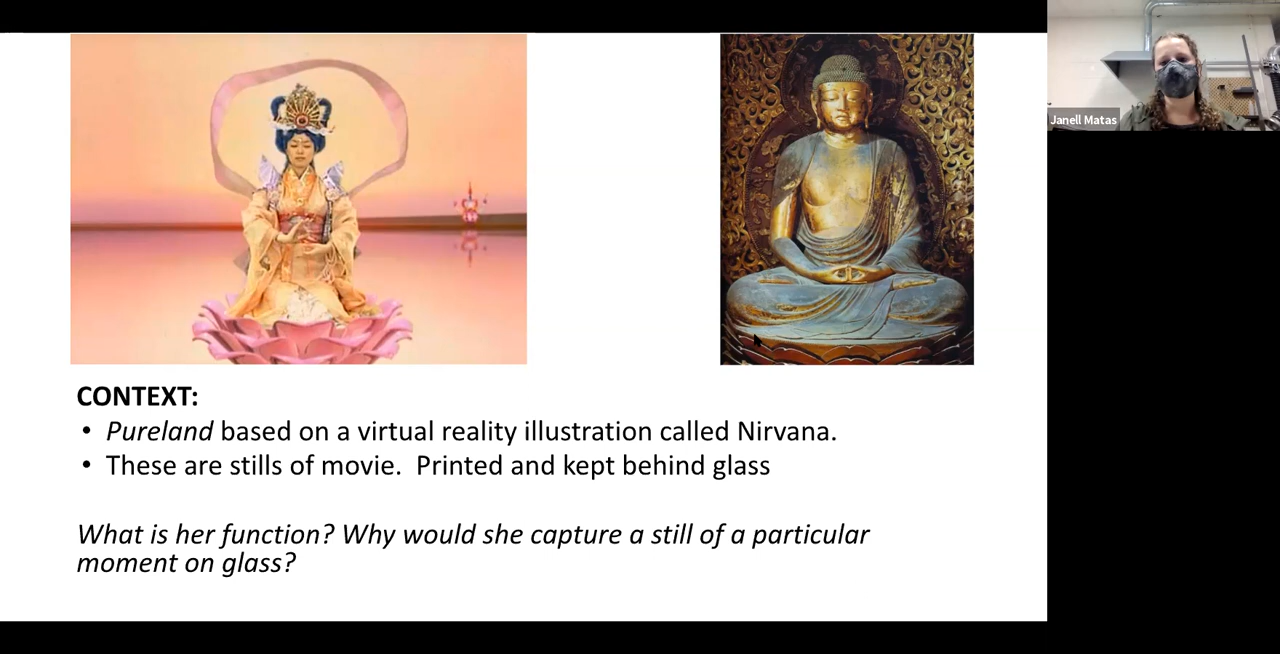 Janell Matas
CONTEXT:
• Pureland based on a virtual reality illustration called Nirvana.
• These are stills of movie.  Printed and kept behind glass
What is her function? Why would she capture a still of a particular
moment on glass?